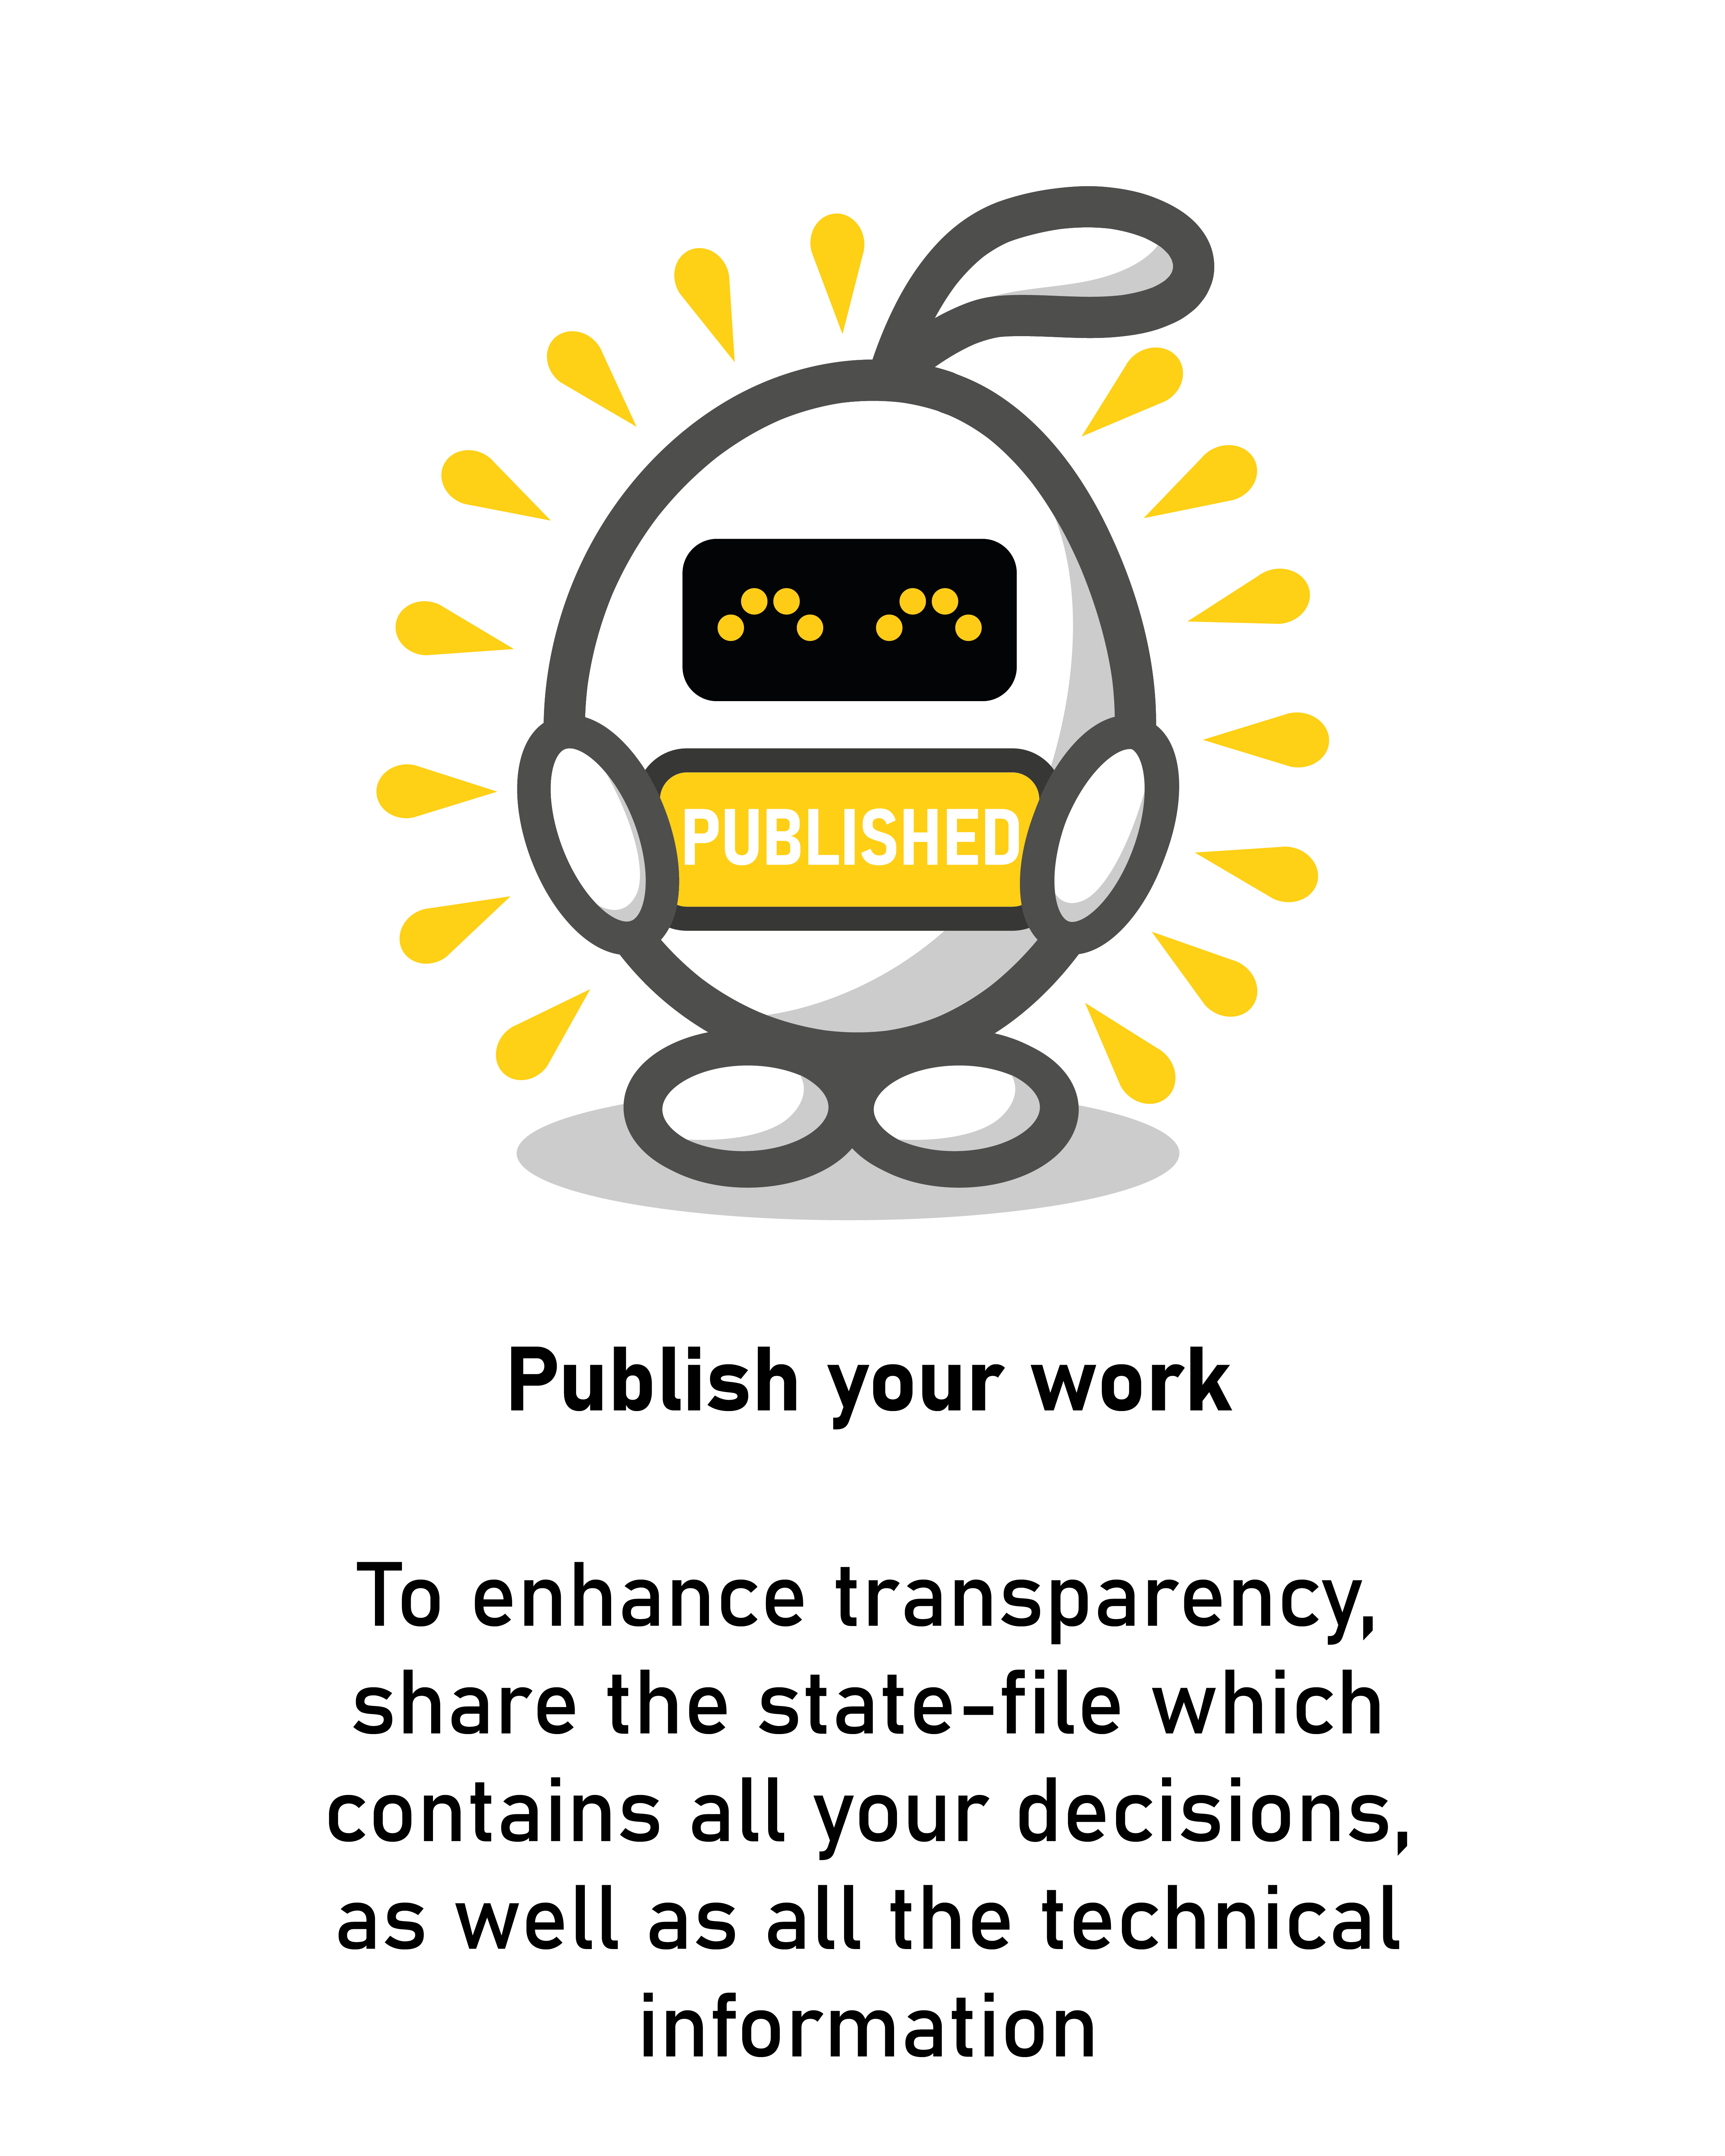 PUBLISHED
Publish your work
To enhance transparency,
share the state-file which
contains all your decisions,
as well as all the technical
information